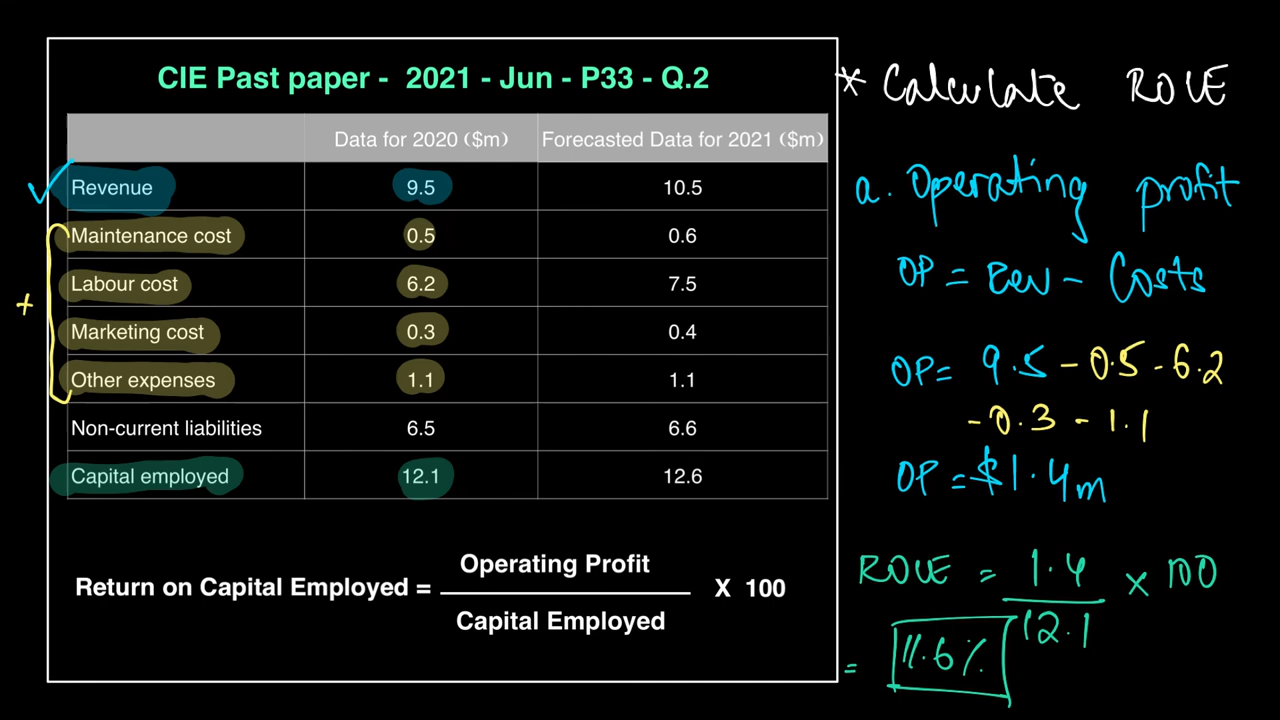 CIE Past paper - 2021 - Jun - P33 - Q.2
Data for 2020 ($m) Forecasted Data for 2021 ($m)
Revenue 9.5 10.5
Maintenance cost 0.5 0.6
Labour cost 6.2 7.5
Marketing cost 0.3 0.4
Other expenses 1.1 1.1
Non-current liabilities 6.5 6.6
Capital employed 12.1 12.6
+
Return on Capital Employed = Operating Profit X 100
Capital Employed
* Calculate ROCE
a. Operating profit
OP = Rev - Costs
OP = 9.5 - 0.5 - 6.2
- 0.3 - 1.1
OP = $1.4m
ROCE = 1.4 × 100
12.1
= 11.6%